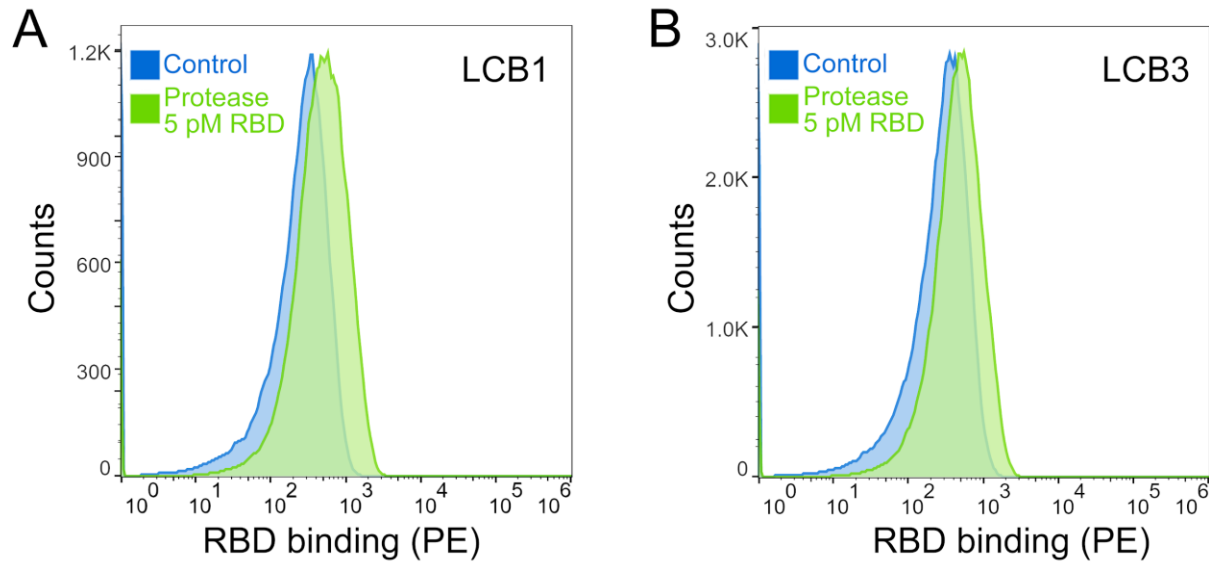 A
1.2K
Control
LCB1
Protease
5 pM RBD
900
600
300
0
Counts
10^0 10^1 10^2 10^3 10^4 10^5 10^6
RBD binding (PE)
B
3.0K
Control
LCB3
Protease
5 pM RBD
2.0K
1.0K
0
Counts
10^0 10^1 10^2 10^3 10^4 10^5 10^6
RBD binding (PE)